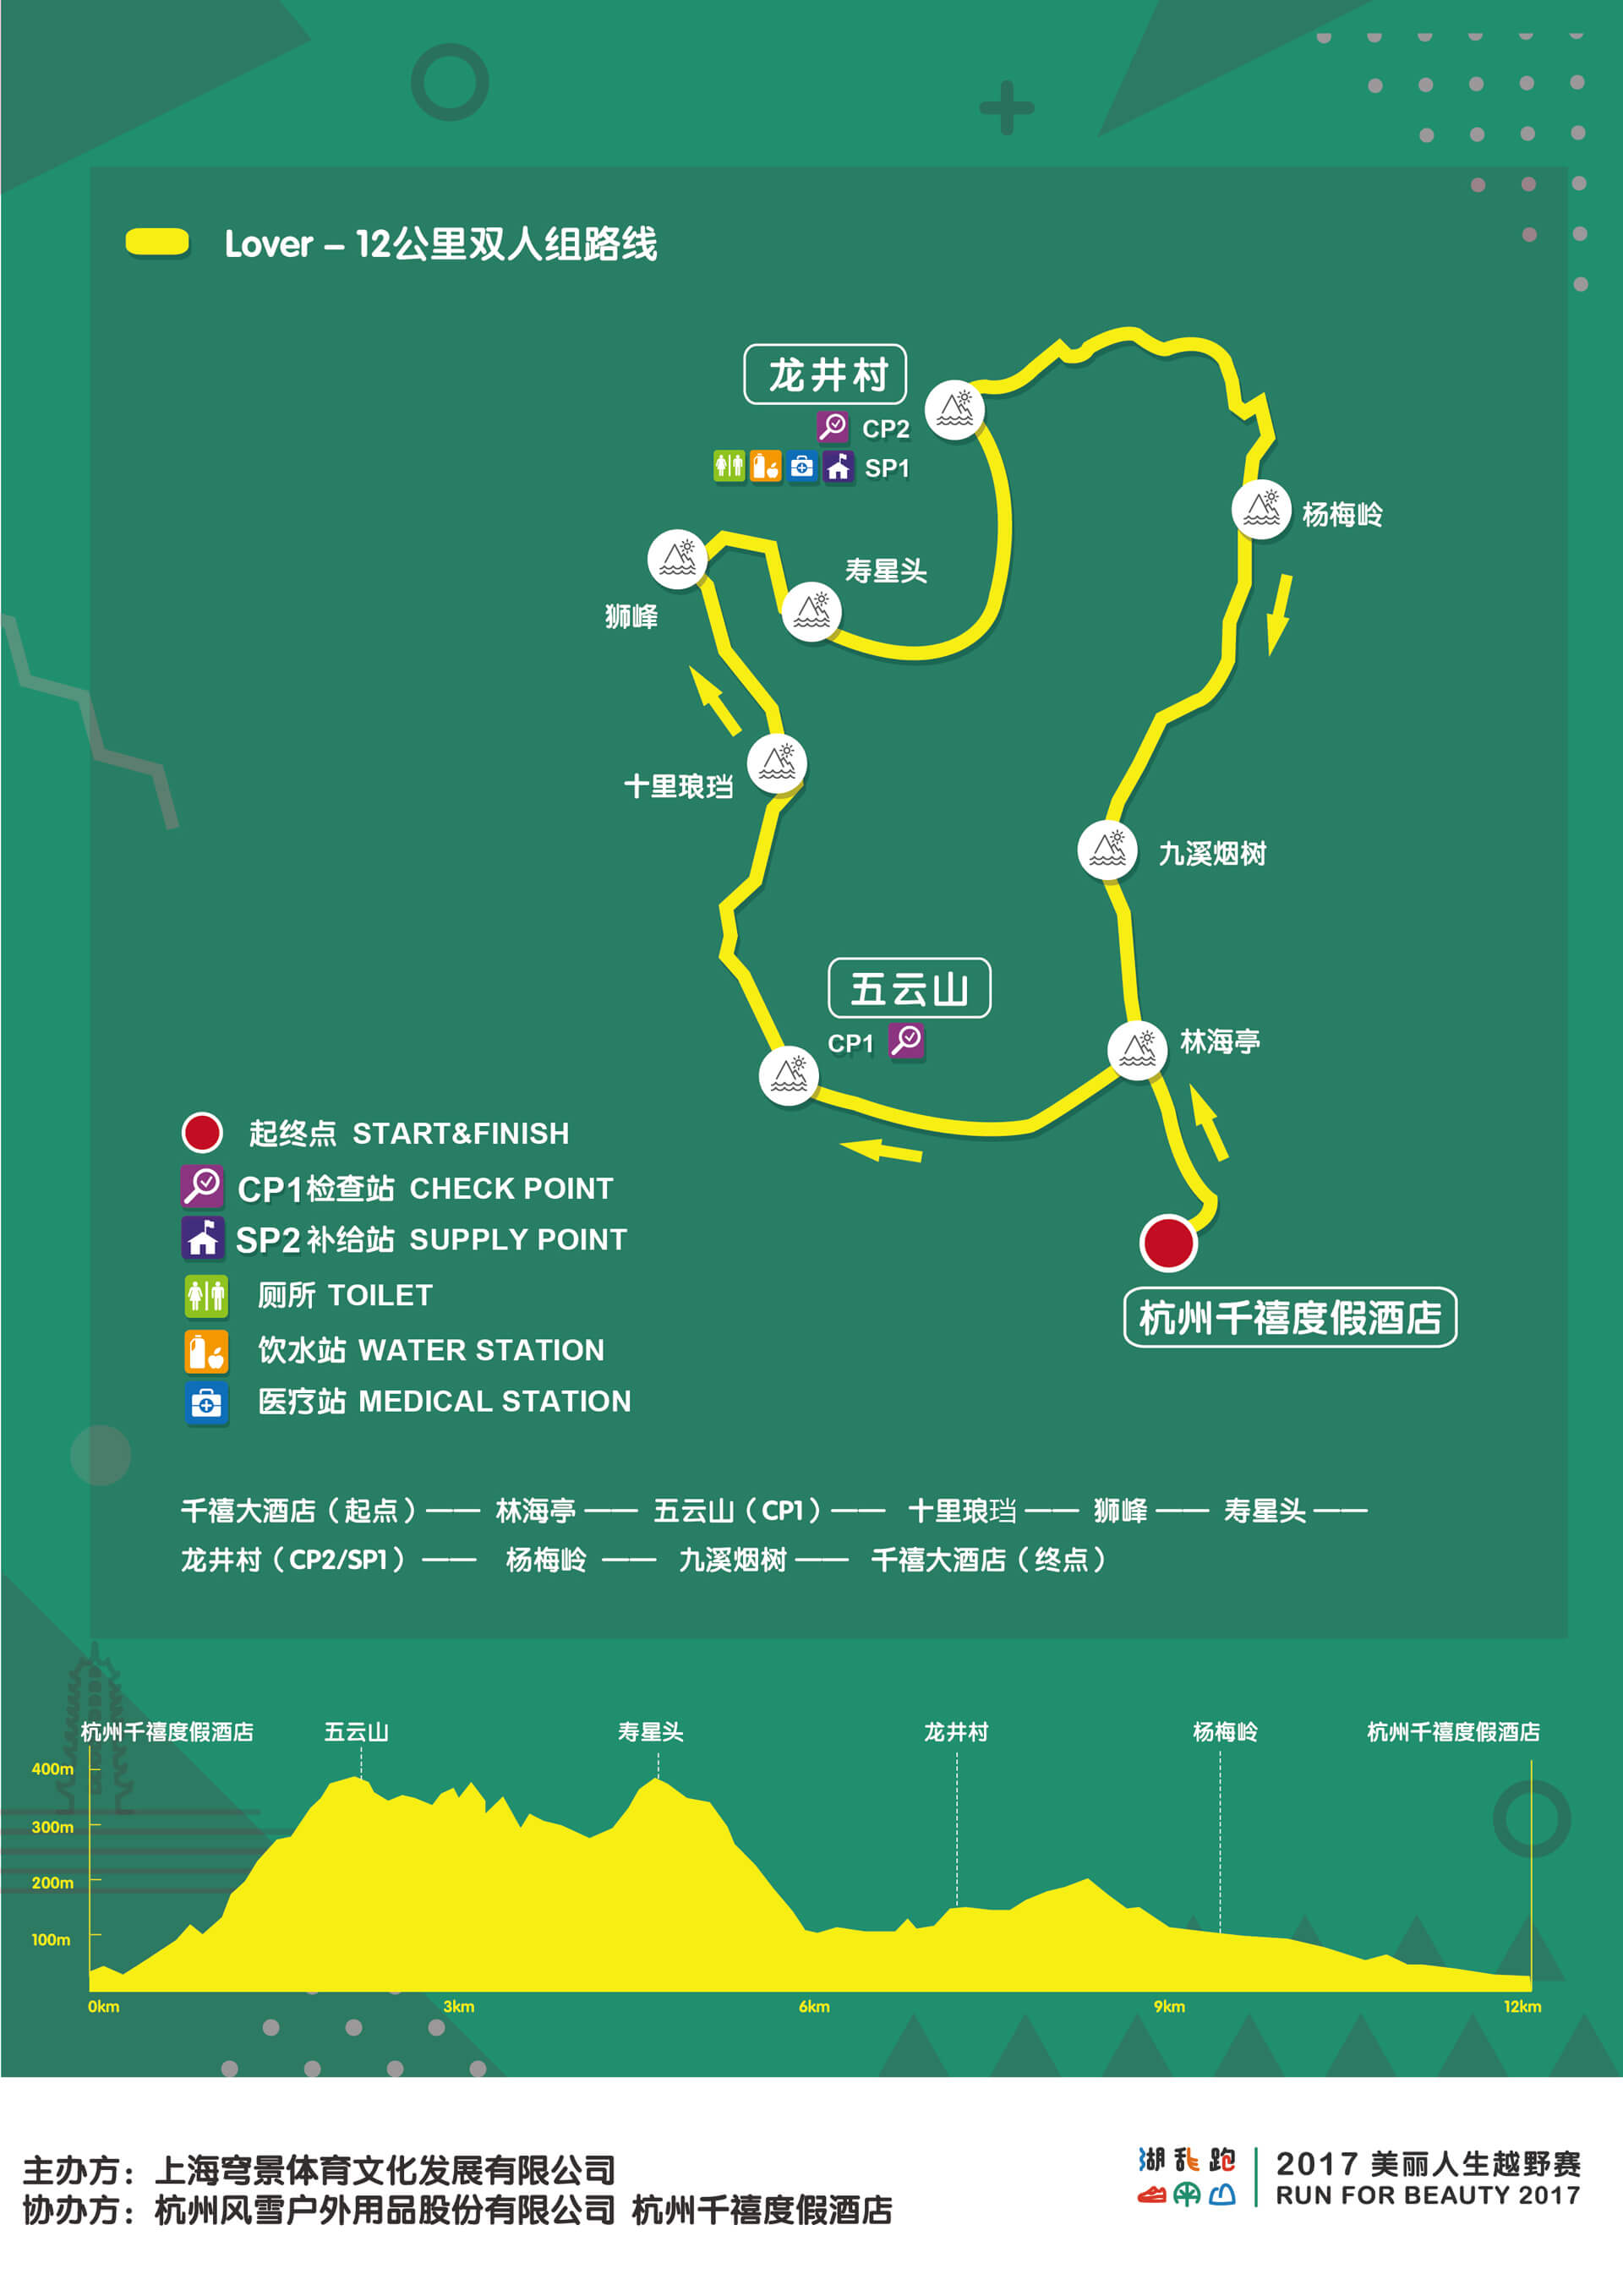 Lover – 12公里双人组路线
龙井村
CP2
SP1
杨梅岭
寿星头
狮峰
十里琅珰
九溪烟树
五云山
CP1
林海亭
杭州千禧度假酒店
起终点 START&FINISH
CP1检查站 CHECK POINT
SP2补给站 SUPPLY POINT
厕所 TOILET
饮水站 WATER STATION
医疗站 MEDICAL STATION
千禧大酒店（起点）—— 林海亭 —— 五云山（CP1）—— 十里琅珰 —— 狮峰 —— 寿星头 ——
龙井村（CP2/SP1）—— 杨梅岭 —— 九溪烟树 —— 千禧大酒店（终点）
杭州千禧度假酒店 五云山 寿星头 龙井村 杨梅岭 杭州千禧度假酒店
400m
300m
200m
100m
0km 3km 6km 9km 12km
主办方：上海穹景体育文化发展有限公司
协办方：杭州风雪户外用品股份有限公司 杭州千禧度假酒店
湖乱跑
2017 美丽人生越野赛
RUN FOR BEAUTY 2017